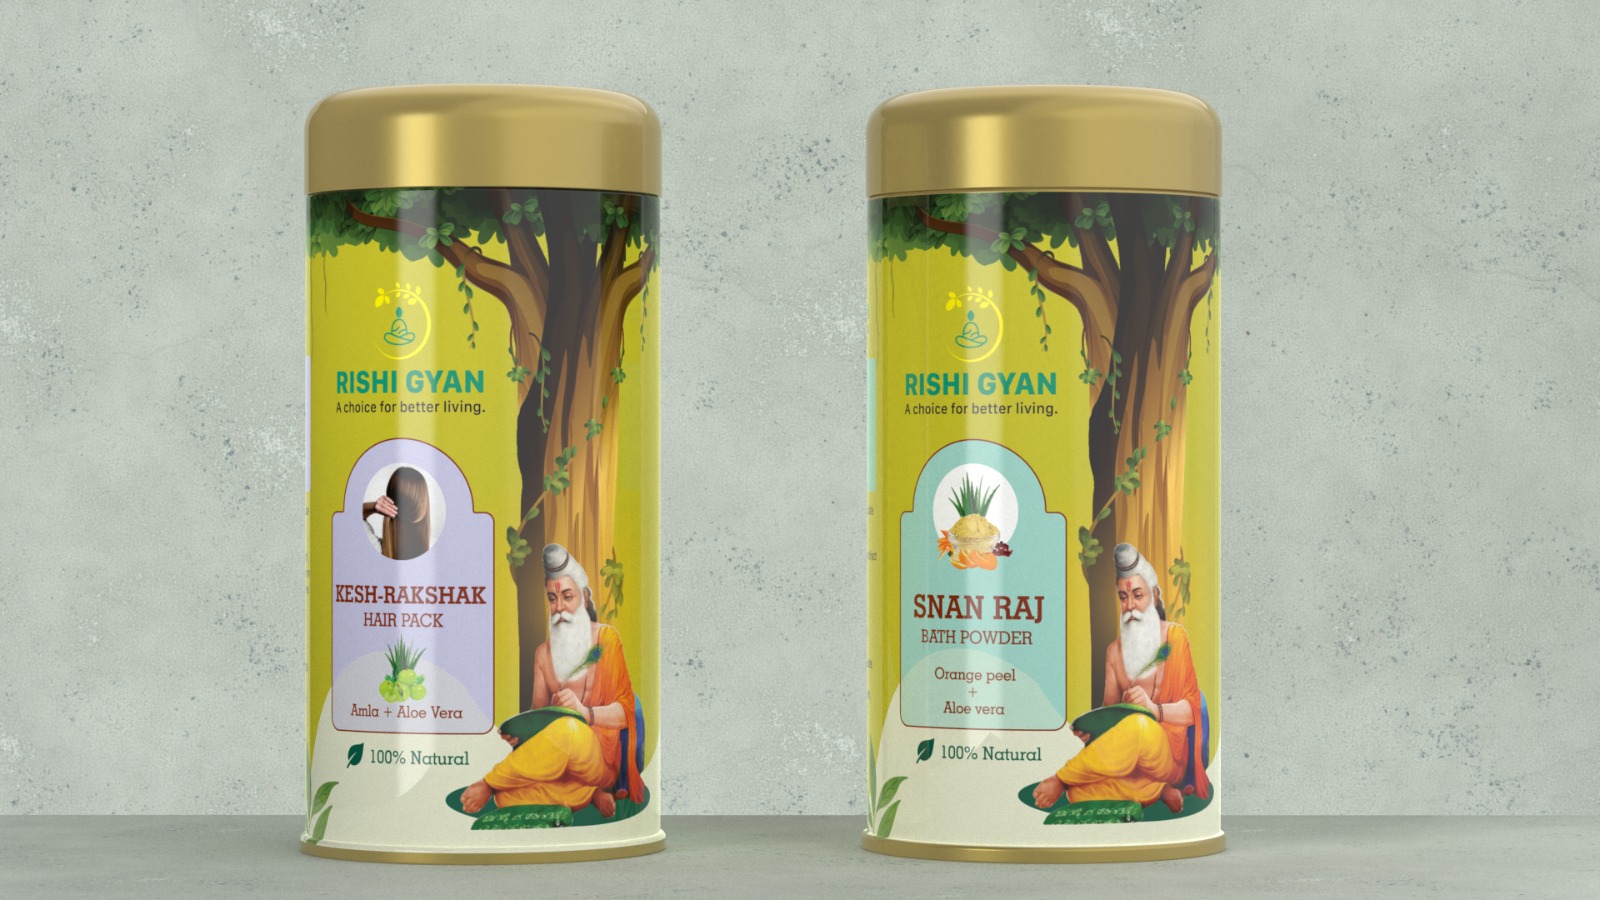 RISHI GYAN
A choice for better living.
KESH-RAKSHAK
HAIR PACK
Amla + Aloe Vera
100% Natural
RISHI GYAN
A choice for better living.
SNAN RAJ
BATH POWDER
Orange peel
+
Aloe vera
100% Natural